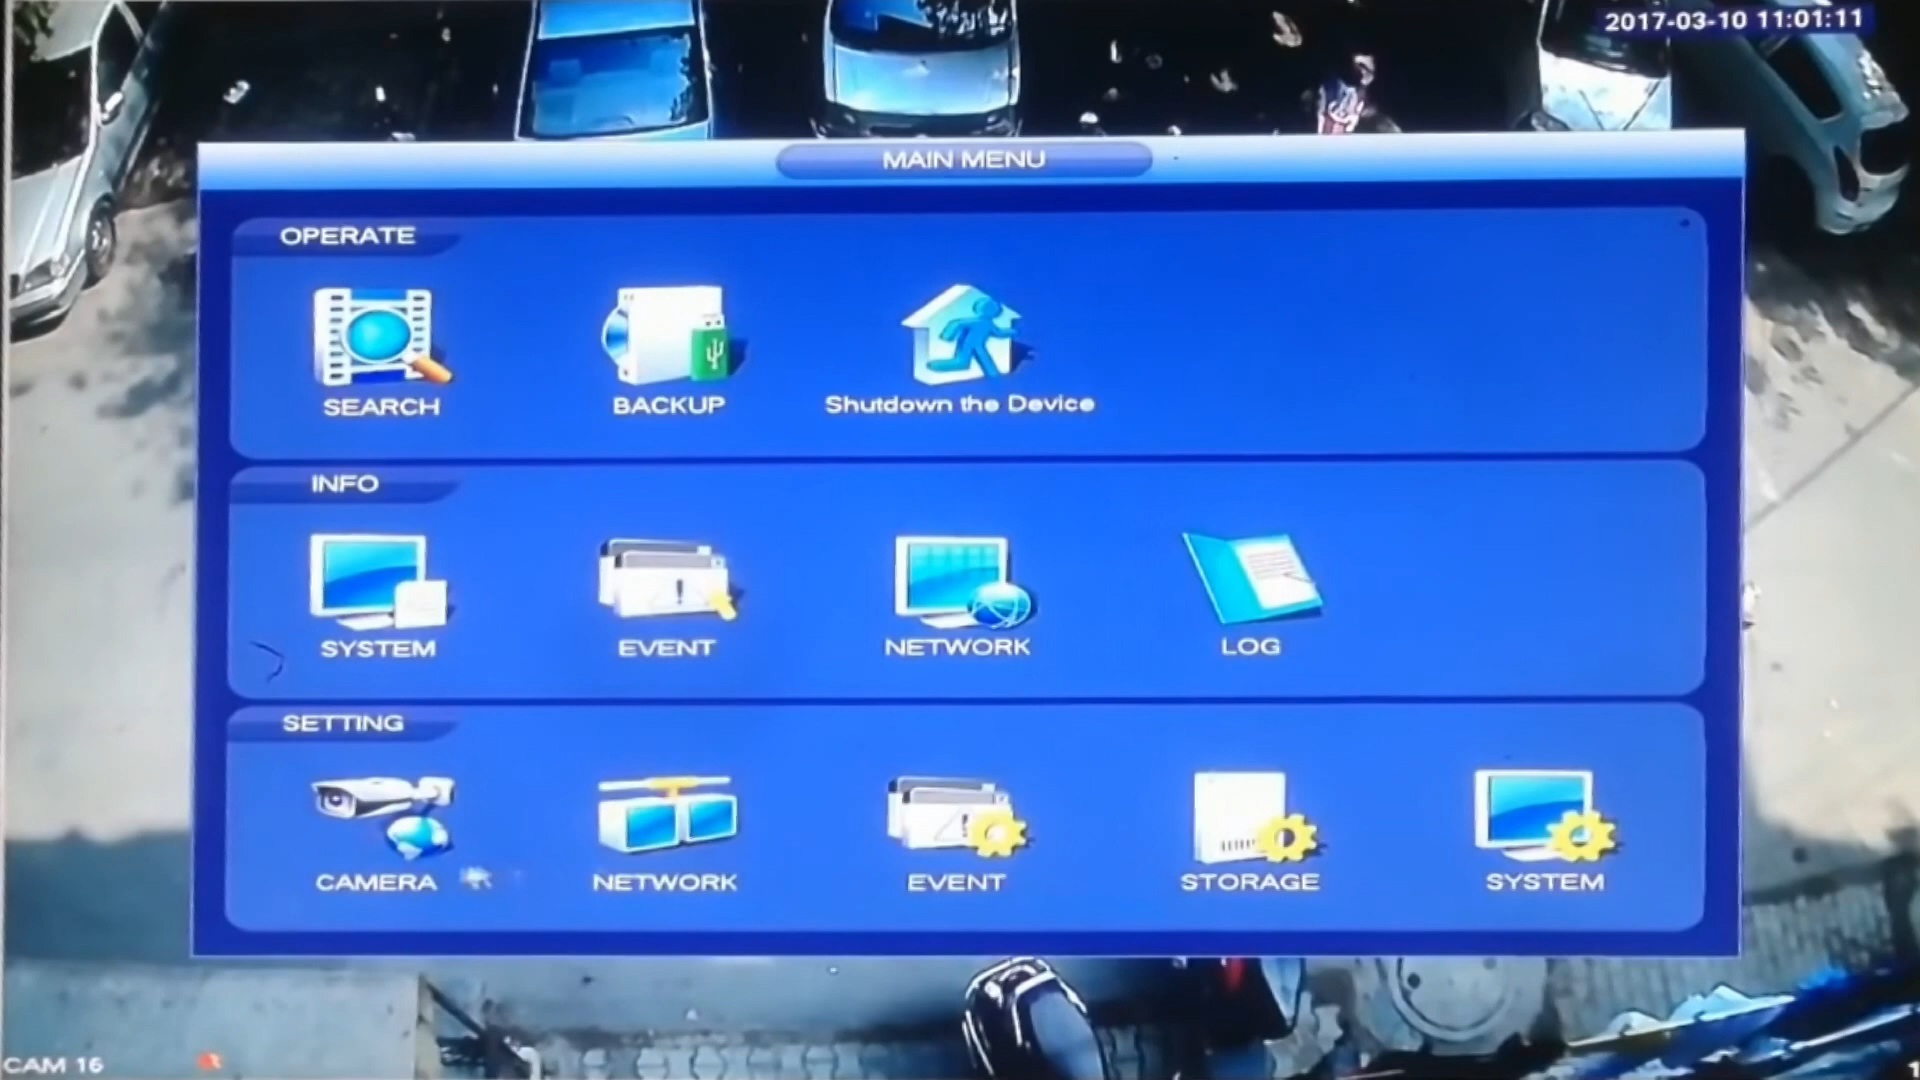 2017-03-10 11:01:11
MAIN MENU
OPERATE
SEARCH
BACKUP
Shutdown the Device
INFO
SYSTEM
EVENT
NETWORK
LOG
SETTING
CAMERA
NETWORK
EVENT
STORAGE
SYSTEM
CAM 16